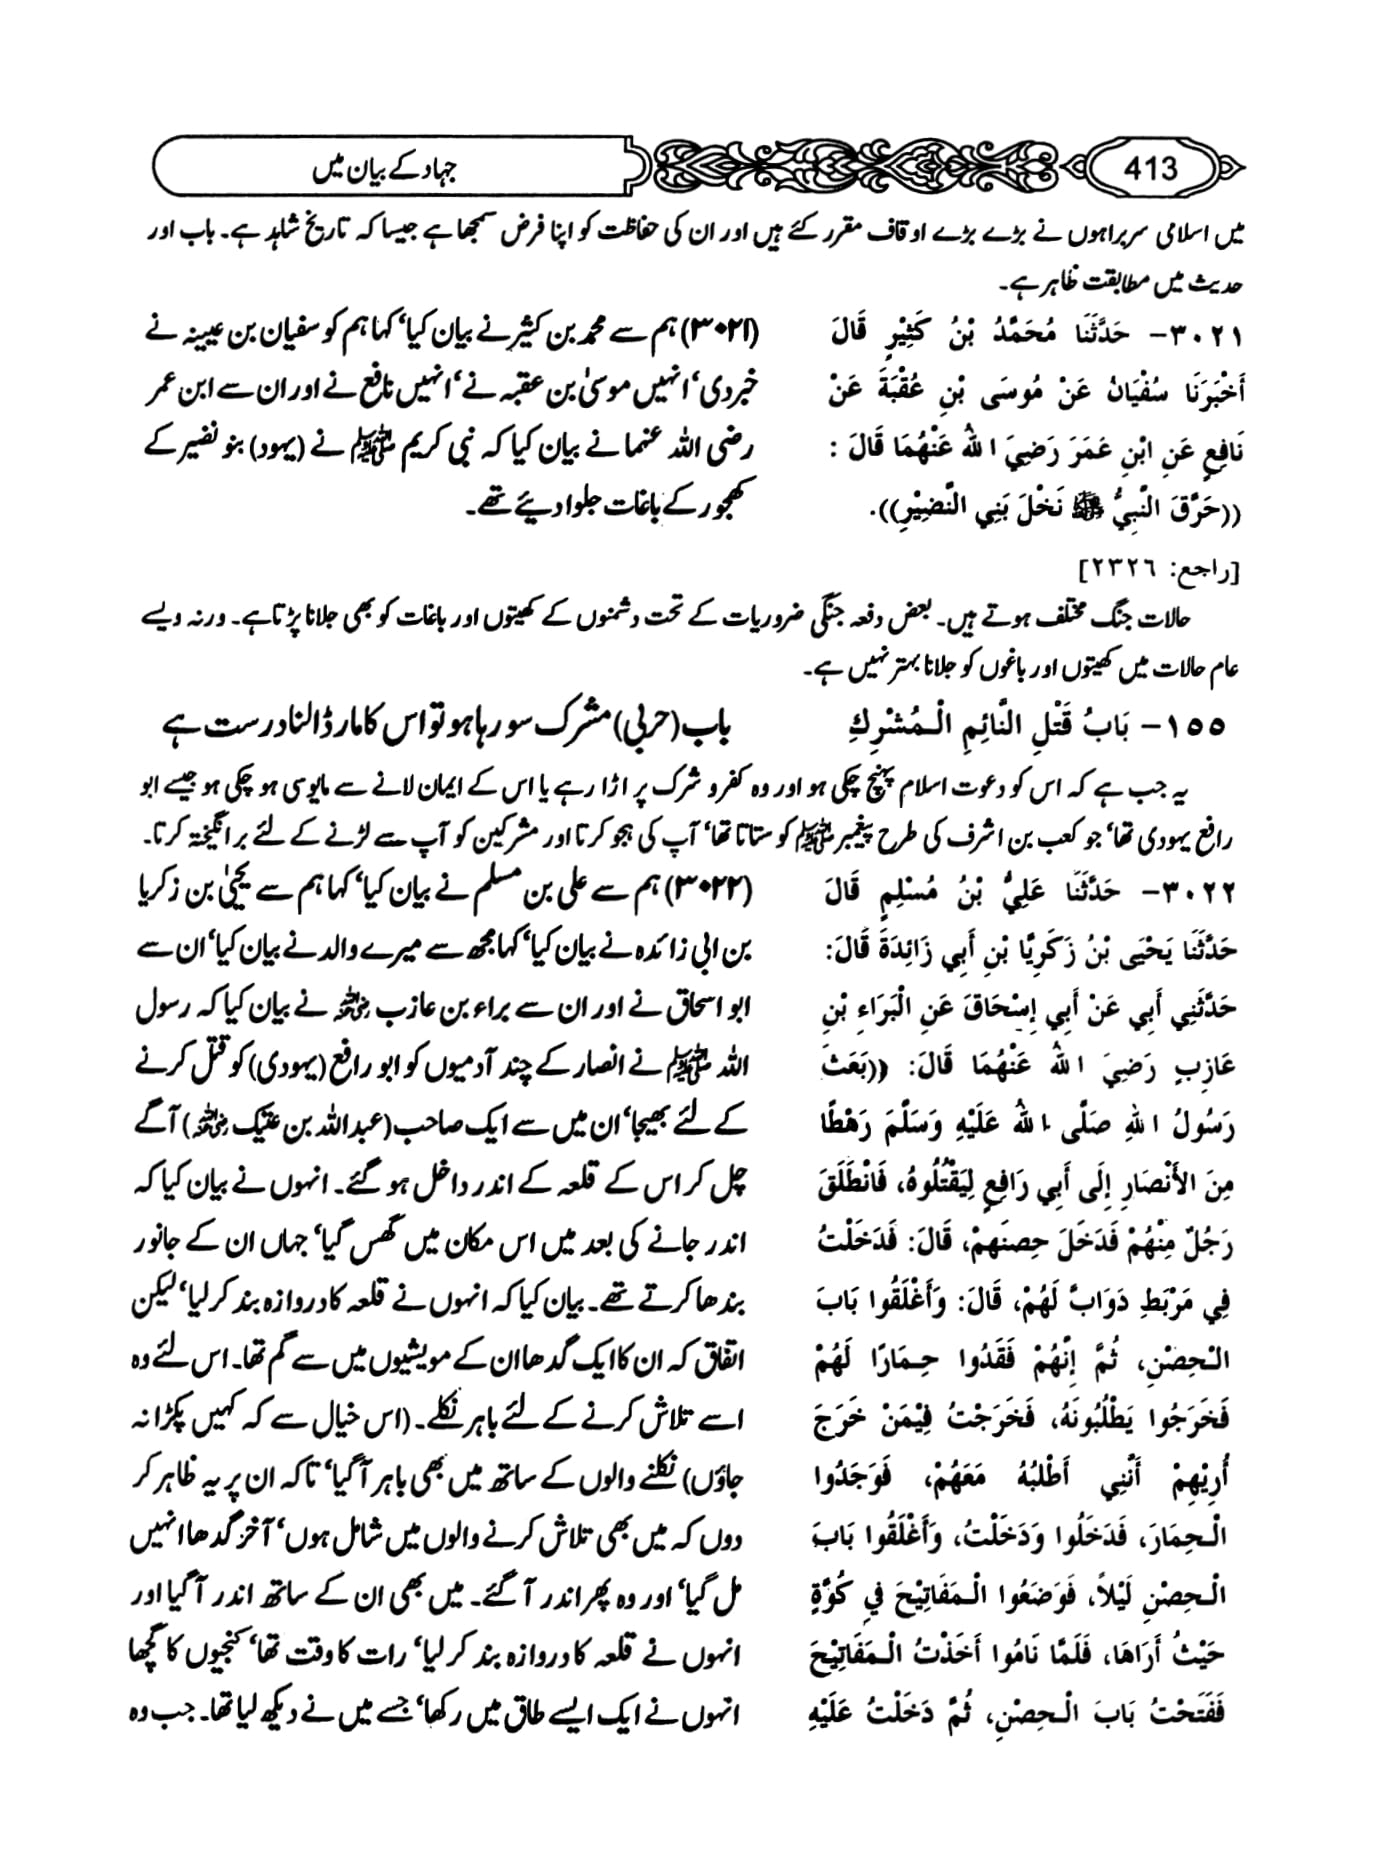 413
جہاد کے بیان میں
میں اسلامی سربراہوں نے بڑے بڑے اوقاف مقرر کئے ہیں اور ان کی حفاظت کو اپنا فرض سمجھا ہے جیسا کہ تاریخ شاہد ہے۔ باب اور
حدیث میں مطابقت ظاہر ہے۔
٣٠٢١- حَدَّثَنَا مُحَمَّدُ بْنُ كَثِيْرٍ قَالَ
أَخْبَرَنَا سُفْيَانُ عَنْ مُوسَى بْنِ عُقْبَةَ عَنْ
نَافِعٍ عَنِ ابْنِ عُمَرَ رَضِيَ اللهُ عَنْهُمَا قَالَ :
((حَرَّقَ النَّبِيُّ ﷺ نَخْلَ بَنِي النَّضِيْرِ)).
[راجع: ٢٣٢٦]
(۳۰۲۱) ہم سے محمد بن کثیر نے بیان کیا‘ کہا ہم کو سفیان بن عیینہ نے
خبر دی‘ انہیں موسیٰ بن عقبہ نے‘ انہیں نافع نے اور ان سے ابن عمر
رضی اللہ عنہما نے بیان کیا کہ نبی کریم ﷺ نے (یہود) بنو نضیر کے
کھجور کے باغات جلوا دیئے تھے۔
حالات جنگ مختلف ہوتے ہیں۔ بعض دفعہ جنگی ضروریات کے تحت دشمنوں کے کھیتوں اور باغات کو بھی جلانا پڑتا ہے۔ ورنہ ویسے
عام حالات میں کھیتوں اور باغوں کو جلانا بہتر نہیں ہے۔
١٥٥- بَابُ قَتْلِ النَّائِمِ الْـمُشْرِكِ
باب (حربی) مشرک سو رہا ہو تو اس کا مار ڈالنا درست ہے
یہ جب ہے کہ اس کو دعوت اسلام پہنچ چکی ہو اور وہ کفر و شرک پر اڑا رہے یا اس کے ایمان لانے سے مایوسی ہو چکی ہو جیسے ابو
رافع یہودی تھا‘ جو کعب بن اشرف کی طرح پیغمبر ﷺ کو ستاتا تھا‘ آپ کی ہجو کرتا اور مشرکین کو آپ سے لڑنے کے لئے برانگیختہ کرتا۔
٣٠٢٢- حَدَّثَنَا عَلِيُّ بْنُ مُسْلِمٍ قَالَ
حَدَّثَنَا يَحْيَى بْنُ زَكَرِيَّا بْنِ أَبِي زَائِدَةَ قَالَ:
حَدَّثَنِي أَبِي عَنْ أَبِي إِسْحَاقَ عَنِ الْبَرَاءِ بْنِ
عَازِبٍ رَضِيَ اللهُ عَنْهُمَا قَالَ: ((بَعَثَ
رَسُولُ اللهِ صَلَّى اللهُ عَلَيْهِ وَسَلَّمَ رَهْطًا
مِنَ الأَنْصَارِ إِلَى أَبِي رَافِعٍ لِيَقْتُلُوهُ، فَانْطَلَقَ
رَجُلٌ مِنْهُمْ فَدَخَلَ حِصنَهمْ، قَالَ: فَدَخَلْتُ
فِي مَرْبَطِ دَوَابَّ لَهُمْ، قَالَ: وَأَغْلَقُوا بَابَ
الْـحِصْنِ، ثُمَّ إِنَّهُمْ فَقَدُوا حِمَارًا لَهُمْ
فَخَرَجُوا يَطْلُبُونَهُ، فَخَرَجْتُ فِيْمَنْ خَرَجَ
أُرِيْهِمْ أَنَّنِي أَطْلُبُهُ مَعَهُمْ، فَوَجَدُوا
الْـحِمَارَ، فَدَخَلُوا وَدَخَلْتُ، وَأَغْلَقُوا بَابَ
الْـحِصْنِ لَيْلاً، فَوَضَعُوا الْـمَفَاتِيْحَ فِي كُوَّةٍ
حَيْثُ أَرَاهَا، فَلَمَّا نَامُوا أَخَذْتُ الْـمَفَاتِيْحَ
فَفَتَحْتُ بَابَ الْـحِصْنِ، ثُمَّ دَخَلْتُ عَلَيْهِ
(۳۰۲۲) ہم سے علی بن مسلم نے بیان کیا‘ کہا ہم سے یحییٰ بن زکریا
بن ابی زائدہ نے بیان کیا‘ کہا مجھ سے میرے والد نے بیان کیا‘ ان سے
ابو اسحاق نے اور ان سے براء بن عازب رضی اللہ عنہ نے بیان کیا کہ رسول
اللہ ﷺ نے انصار کے چند آدمیوں کو ابو رافع (یہودی) کو قتل کرنے
کے لئے بھیجا‘ ان میں سے ایک صاحب (عبداللہ بن عتیک رضی اللہ عنہ) آگے
چل کر اس کے قلعہ کے اندر داخل ہو گئے۔ انہوں نے بیان کیا کہ
اندر جانے کی بعد میں اس مکان میں گھس گیا‘ جہاں ان کے جانور
بندھا کرتے تھے۔ بیان کیا کہ انہوں نے قلعہ کا دروازہ بند کر لیا‘ لیکن
اتفاق کہ ان کا ایک گدھا ان کے مویشیوں میں سے گم تھا۔ اس لئے وہ
اسے تلاش کرنے کے لئے باہر نکلے۔ (اس خیال سے کہ کہیں پکڑا نہ
جاؤں) نکلنے والوں کے ساتھ میں بھی باہر آ گیا‘ تاکہ ان پر یہ ظاہر کر
دوں کہ میں بھی تلاش کرنے والوں میں شامل ہوں‘ آخر گدھا انہیں
مل گیا‘ اور وہ پھر اندر آ گئے۔ میں بھی ان کے ساتھ اندر آ گیا اور
انہوں نے قلعہ کا دروازہ بند کر لیا‘ رات کا وقت تھا‘ کنجیوں کا گچھا
انہوں نے ایک ایسے طاق میں رکھا‘ جسے میں نے دیکھ لیا تھا۔ جب وہ